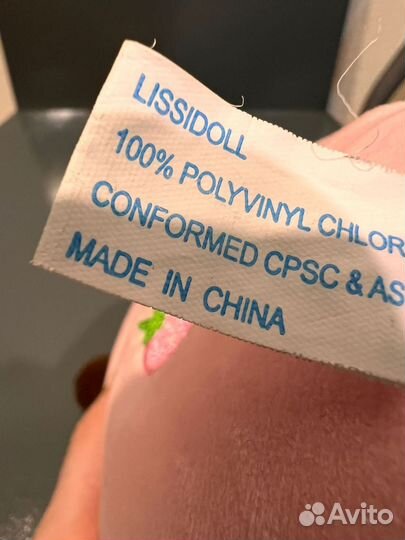 LISSIDOLL
100% POLYVINYL CHLOR
CONFORMED CPSC & AS
MADE IN CHINA
Avito